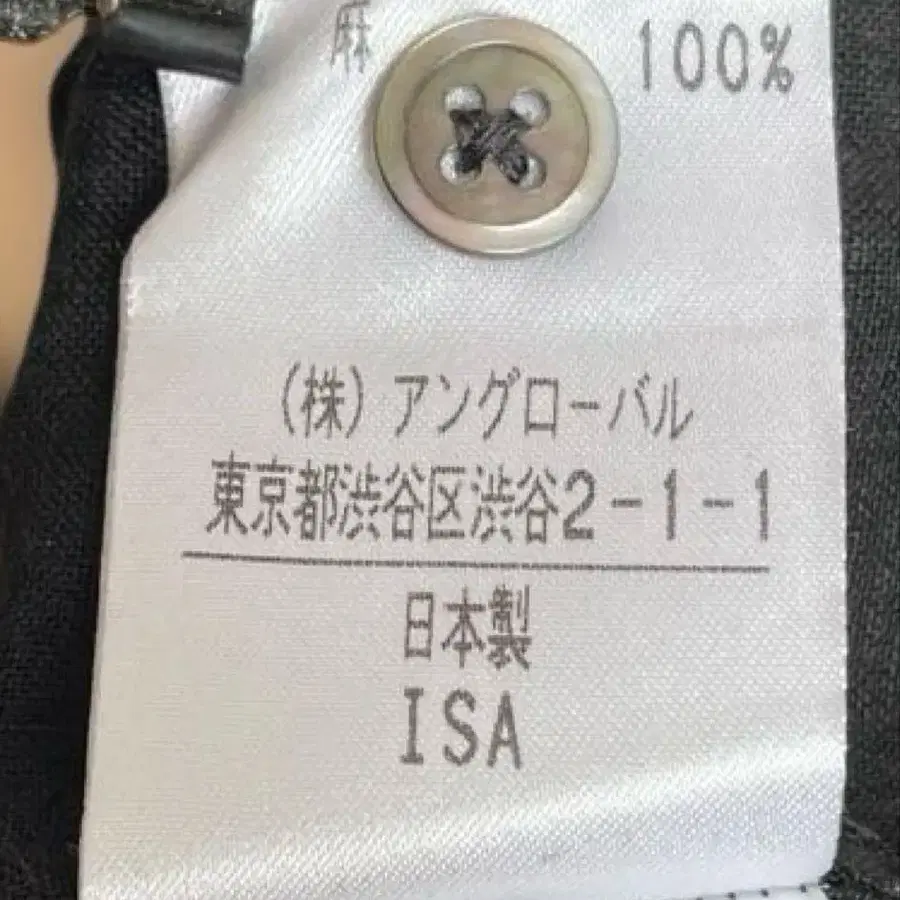 麻 100%
(株)アングローバル
東京都渋谷区渋谷2-1-1
日本製
ISA